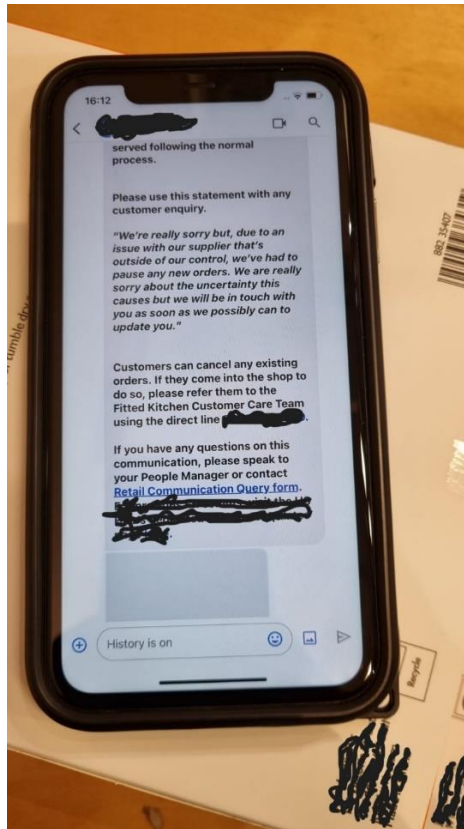 16:12
served following the normal
process.
Please use this statement with any
customer enquiry.
"We're really sorry but, due to an
issue with our supplier that's
outside of our control, we've had to
pause any new orders. We are really
sorry about the uncertainty this
causes but we will be in touch with
you as soon as we possibly can to
update you."
Customers can cancel any existing
orders. If they come into the shop to
do so, please refer them to the
Fitted Kitchen Customer Care Team
using the direct line
If you have any questions on this
communication, please speak to
your People Manager or contact
Retail Communication Query form.
visit the
History is on
882 35407
tumble dry
Recycle